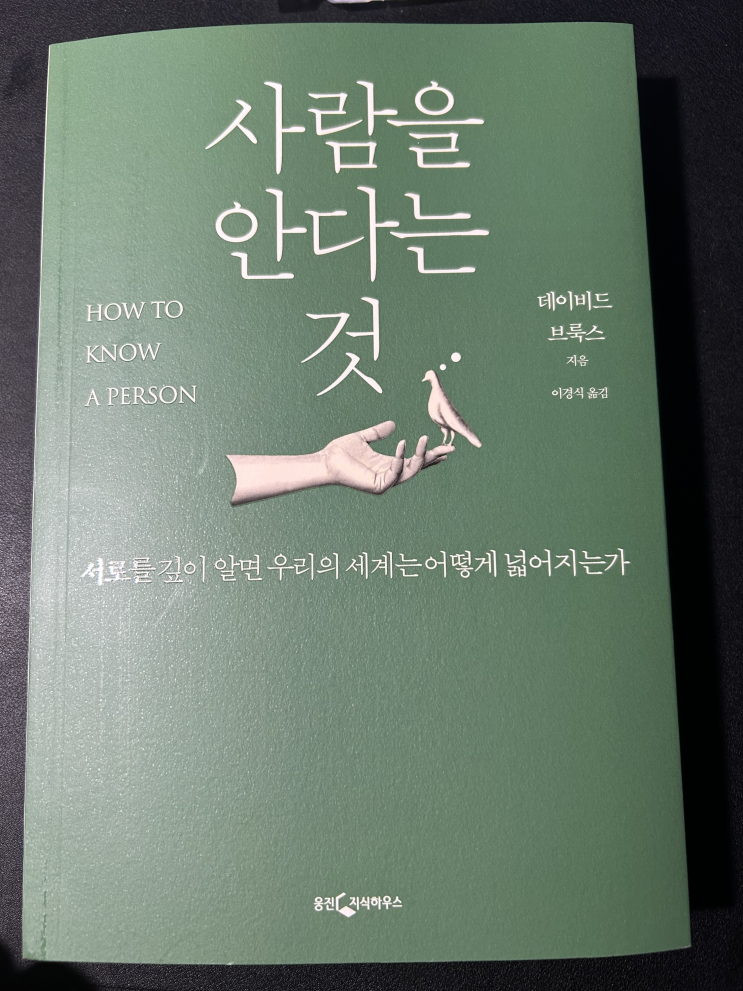 사람을
안다는
것
HOW TO
KNOW
A PERSON
데이비드
브룩스
지음
이경식 옮김
서로를 깊이 알면 우리의 세계는 어떻게 넓어지는가
웅진 지식하우스